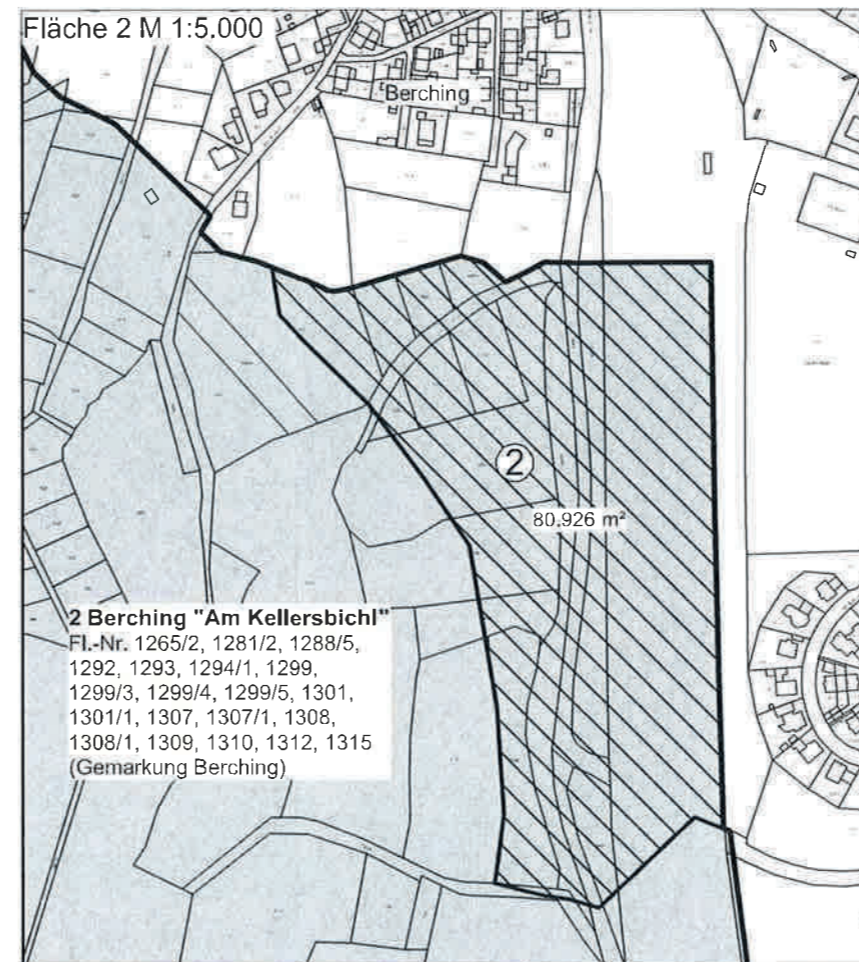 Fläche 2 M 1:5.000
Berching
2
80.926 m²
2 Berching "Am Kellersbichl"
Fl.-Nr. 1265/2, 1281/2, 1288/5,
1292, 1293, 1294/1, 1299,
1299/3, 1299/4, 1299/5, 1301,
1301/1, 1307, 1307/1, 1308,
1308/1, 1309, 1310, 1312, 1315
(Gemarkung Berching)